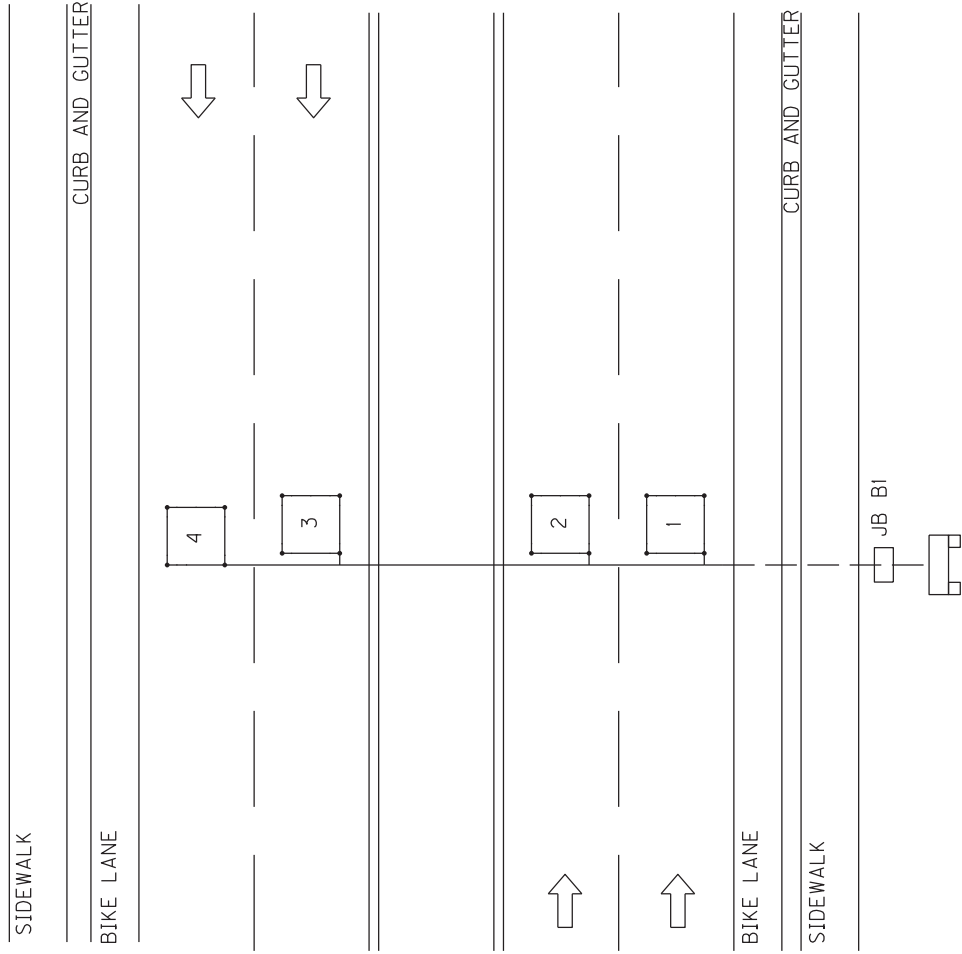 SIDEWALK
CURB AND GUTTER
BIKE LANE
4
3
2
1
BIKE LANE
CURB AND GUTTER
SIDEWALK
JB B1